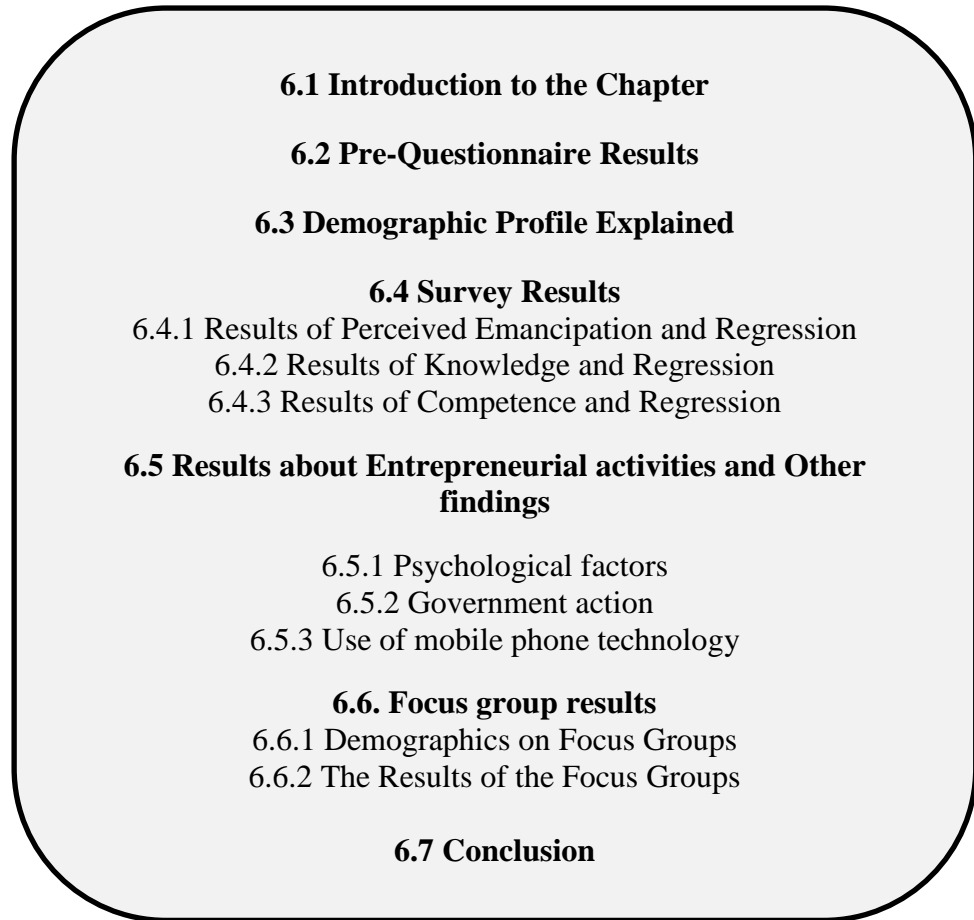 6.1 Introduction to the Chapter
6.2 Pre-Questionnaire Results
6.3 Demographic Profile Explained
6.4 Survey Results
6.4.1 Results of Perceived Emancipation and Regression
6.4.2 Results of Knowledge and Regression
6.4.3 Results of Competence and Regression
6.5 Results about Entrepreneurial activities and Other
findings
6.5.1 Psychological factors
6.5.2 Government action
6.5.3 Use of mobile phone technology
6.6. Focus group results
6.6.1 Demographics on Focus Groups
6.6.2 The Results of the Focus Groups
6.7 Conclusion